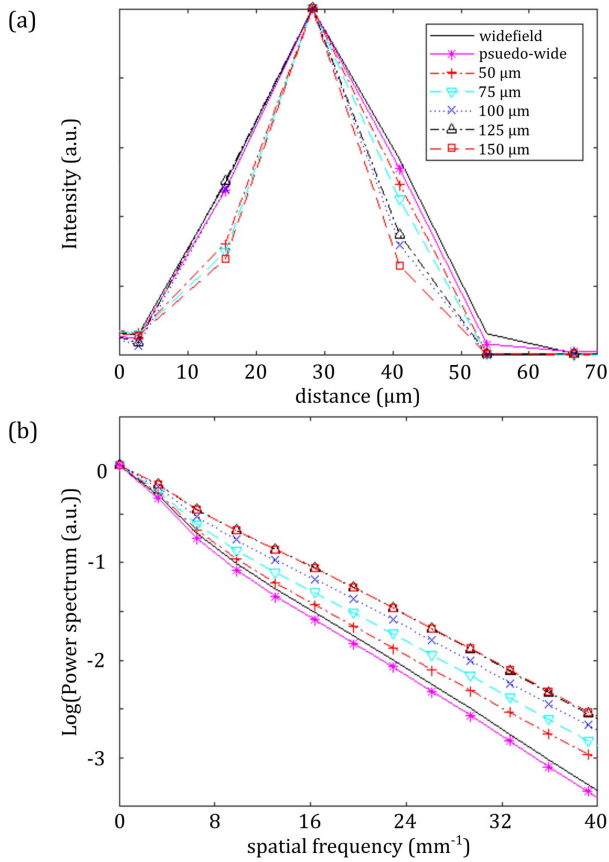 (a)
Intensity (a.u.)
widefield
psuedo-wide
50 μm
75 μm
100 μm
125 μm
150 μm
0 10 20 30 40 50 60 70
distance (μm)
(b)
Log(Power spectrum (a.u.))
0
-1
-2
-3
0 8 16 24 32 40
spatial frequency (mm⁻¹)